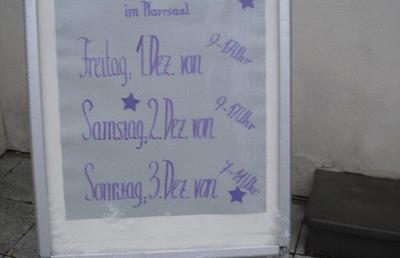 im Pfarrsaal
Freitag, 1. Dez. von 9-17 Uhr
Samstag, 2. Dez. von 9-17 Uhr
Sonntag, 3. Dez. von 7-14 Uhr